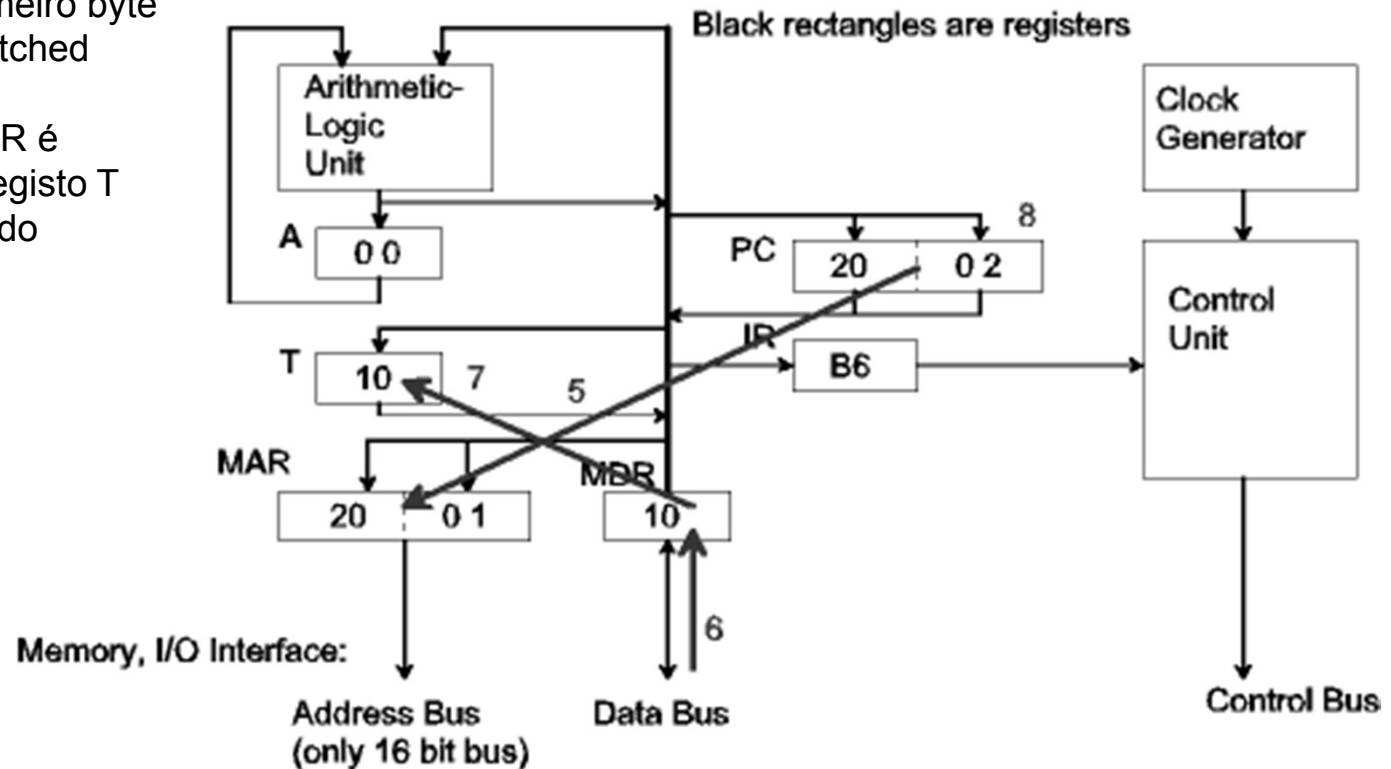 meiro byte
tched
R é
egisto T
do
Black rectangles are registers
Arithmetic-
Logic
Unit
Clock
Generator
A
0 0
8
PC
20
0 2
Control
Unit
IR
B6
T
10
7
5
MAR
MDR
20
0 1
10
6
Memory, I/O Interface:
Address Bus
(only 16 bit bus)
Data Bus
Control Bus